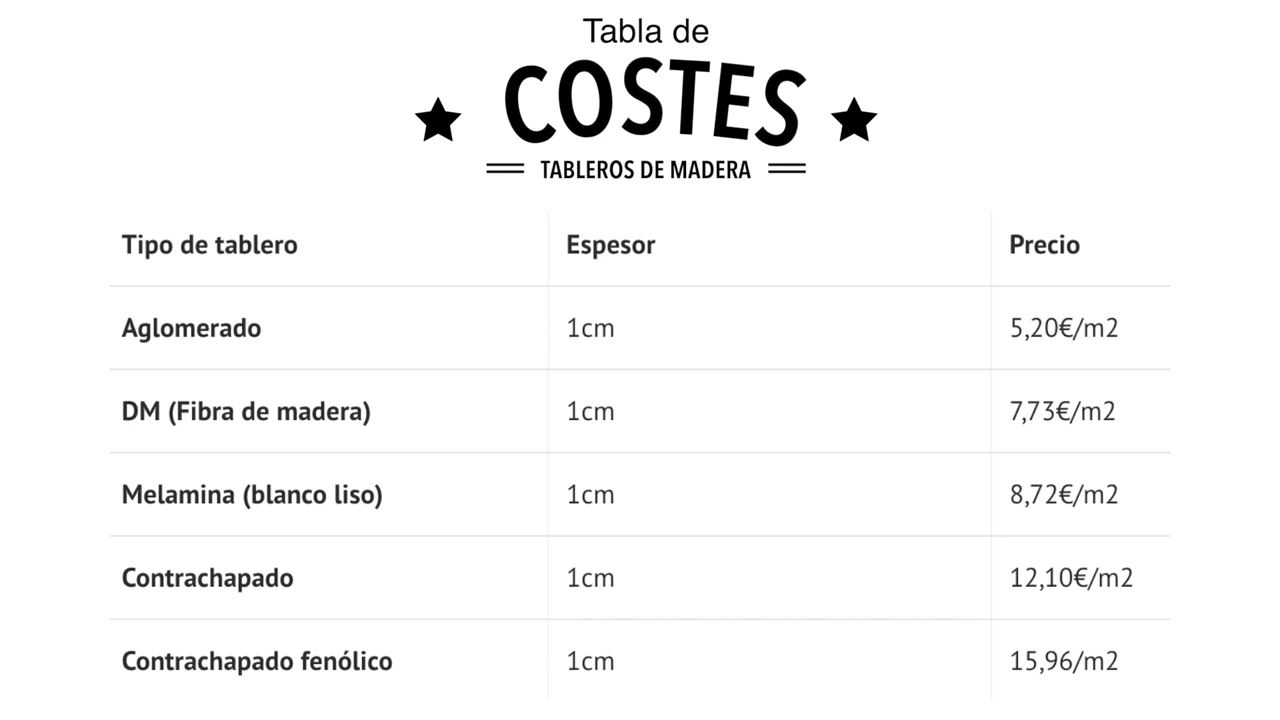 Tabla de
COSTES
TABLEROS DE MADERA
Tipo de tablero Espesor Precio
Aglomerado 1cm 5,20€/m2
DM (Fibra de madera) 1cm 7,73€/m2
Melamina (blanco liso) 1cm 8,72€/m2
Contrachapado 1cm 12,10€/m2
Contrachapado fenólico 1cm 15,96/m2